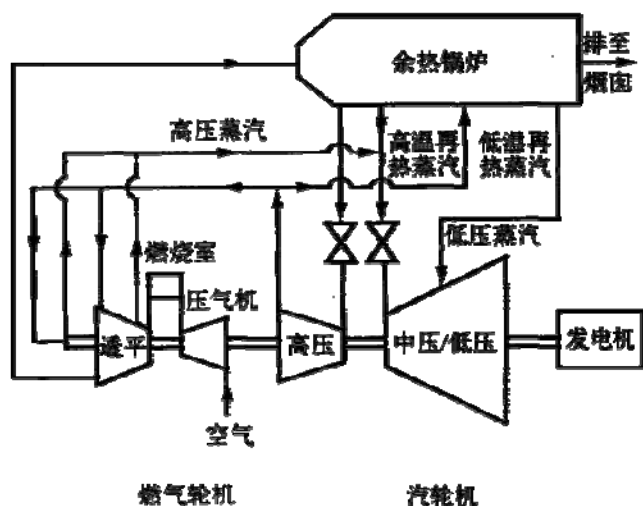 余热锅炉
排至
烟囱
高压蒸汽
高温再
热蒸汽
低温再
热蒸汽
低压蒸汽
燃烧室
压气机
透平
高压
中压/低压
发电机
空气
燃气轮机
汽轮机